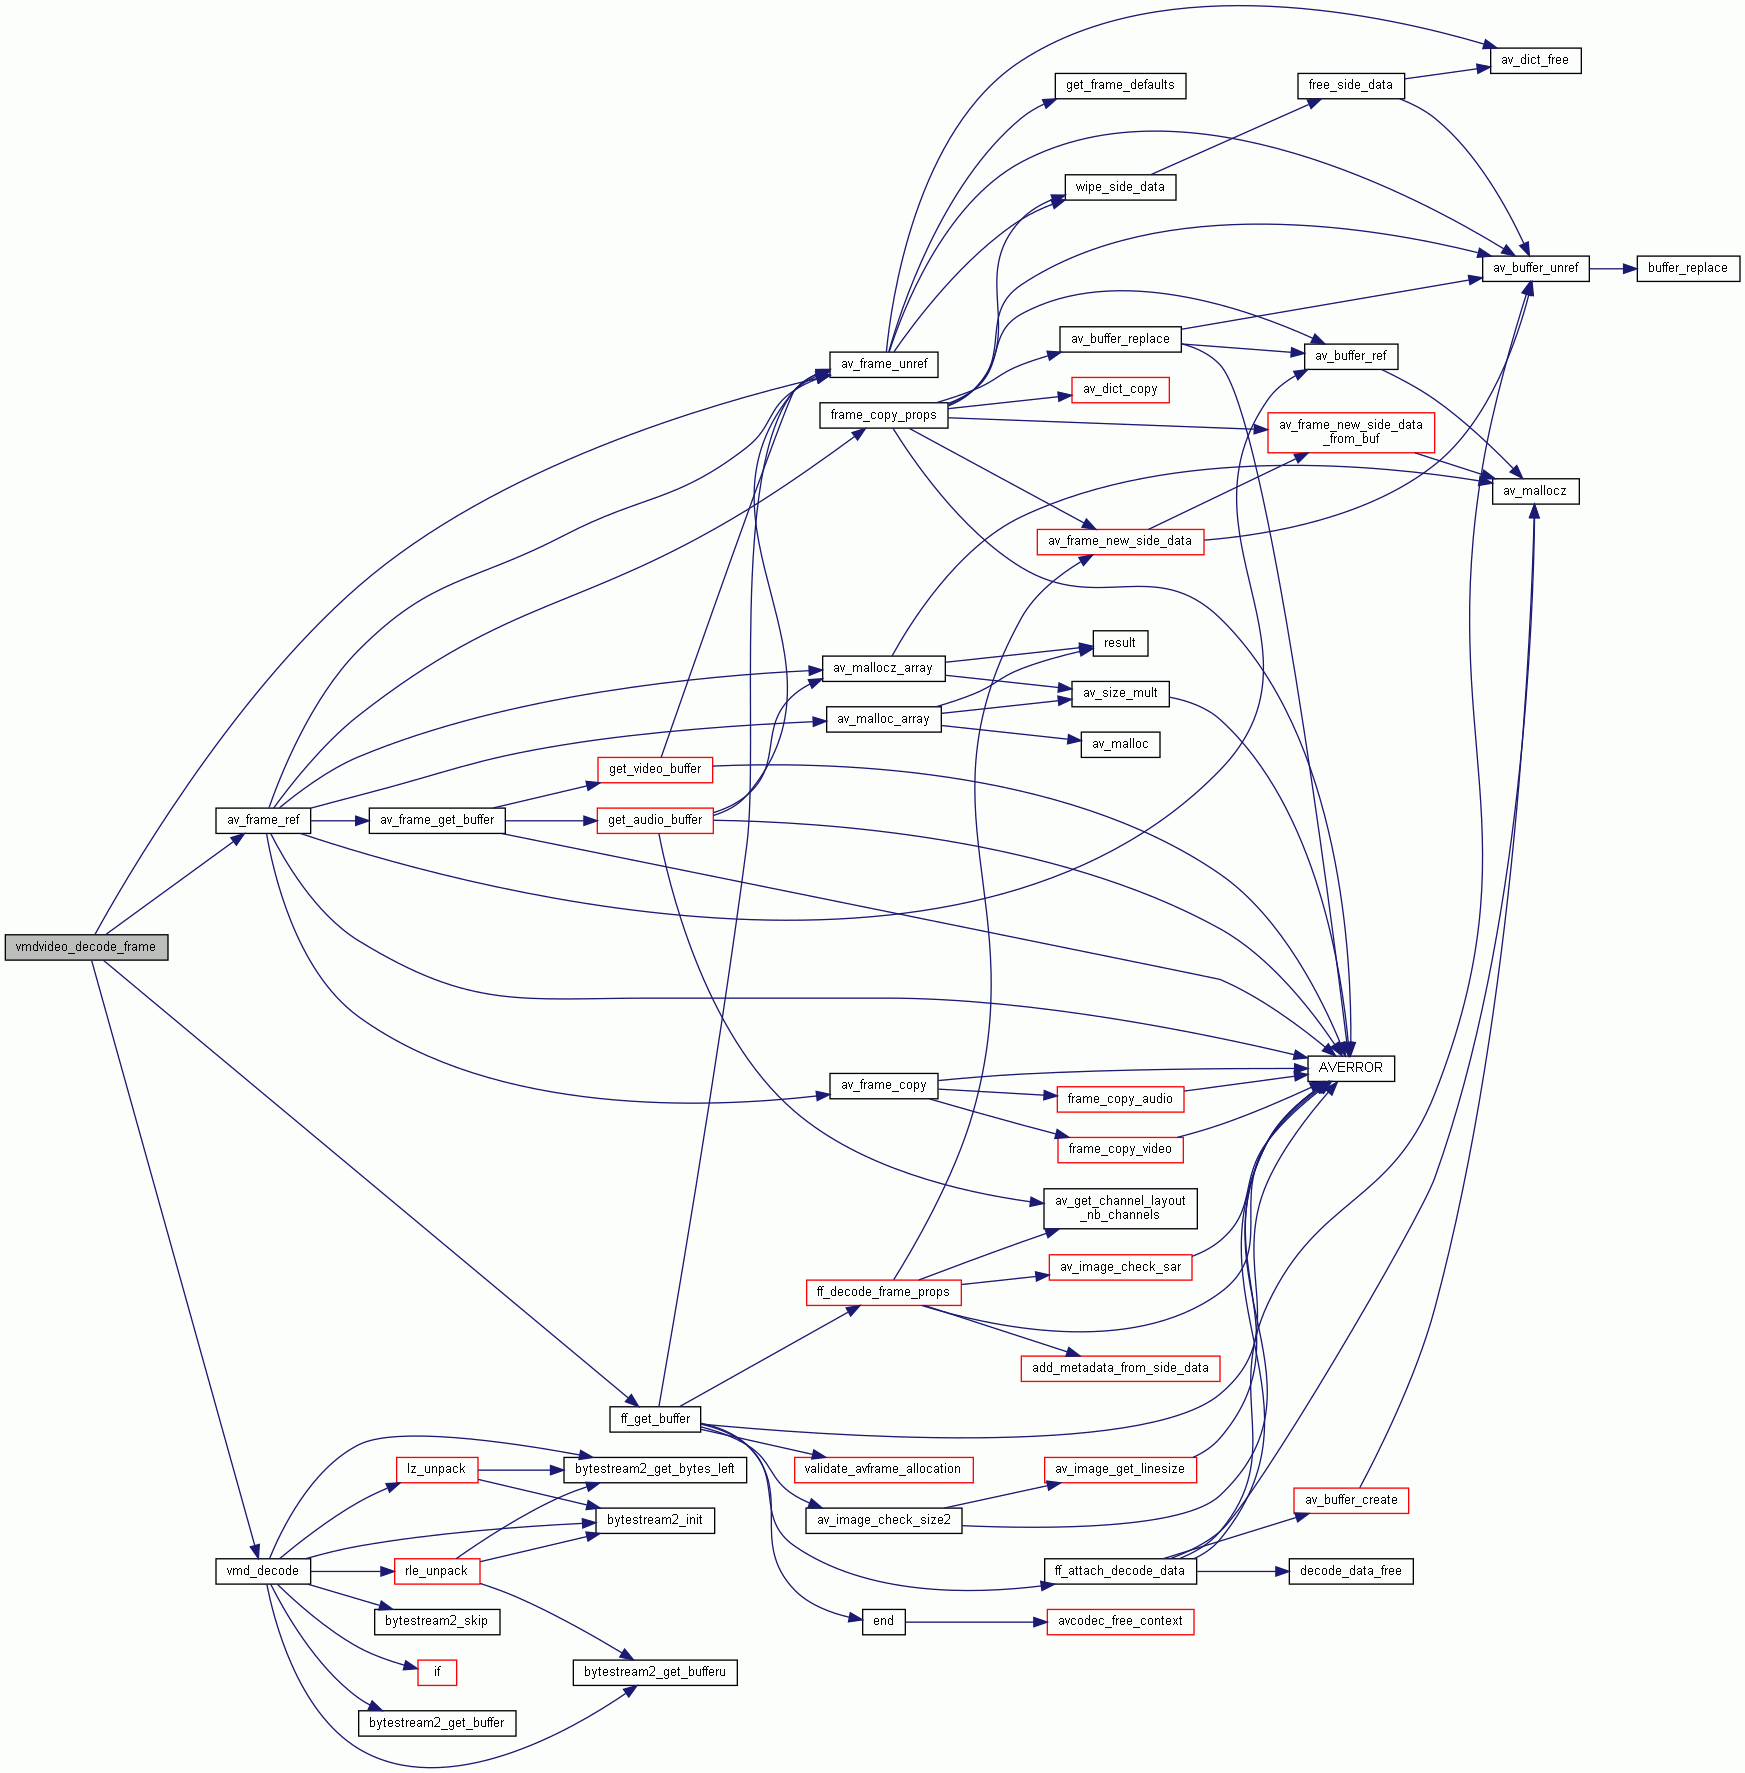 av_dict_free
get_frame_defaults
free_side_data
wipe_side_data
av_buffer_unref
buffer_replace
av_buffer_replace
av_buffer_ref
av_frame_unref
av_dict_copy
frame_copy_props
av_frame_new_side_data
_from_buf
av_mallocz
av_frame_new_side_data
result
av_mallocz_array
av_size_mult
av_malloc_array
av_malloc
get_video_buffer
av_frame_ref
av_frame_get_buffer
get_audio_buffer
vmdvideo_decode_frame
AVERROR
av_frame_copy
frame_copy_audio
frame_copy_video
av_get_channel_layout
_nb_channels
av_image_check_sar
ff_decode_frame_props
add_metadata_from_side_data
ff_get_buffer
lz_unpack
bytestream2_get_bytes_left
validate_avframe_allocation
av_image_get_linesize
av_buffer_create
bytestream2_init
av_image_check_size2
vmd_decode
rle_unpack
ff_attach_decode_data
decode_data_free
bytestream2_skip
end
avcodec_free_context
if
bytestream2_get_bufferu
bytestream2_get_buffer